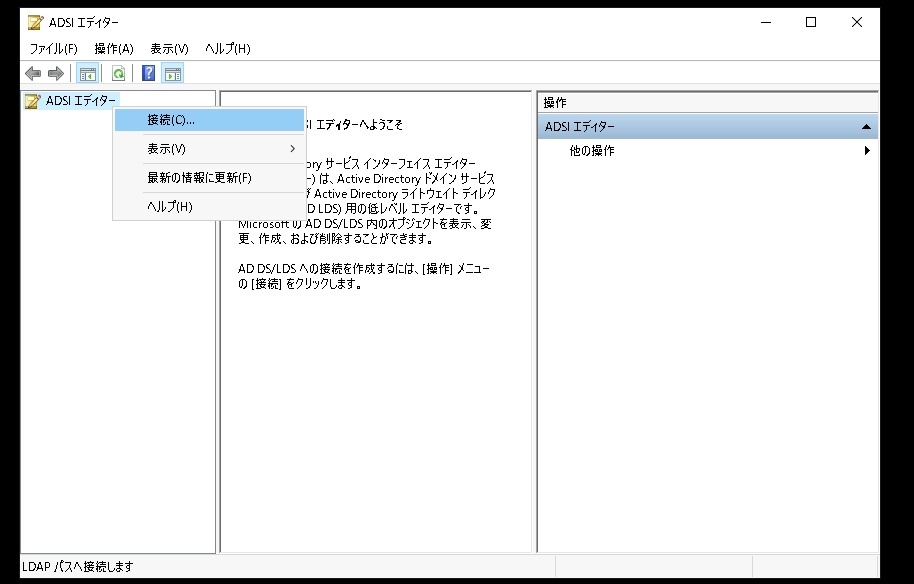 ADSI エディター
ファイル(F) 操作(A) 表示(V) ヘルプ(H)
ADSI エディター
接続(C)...
表示(V)
最新の情報に更新(F)
ヘルプ(H)
I エディターへようこそ
ory サービス インターフェイス エディター
ー) は、Active Directory ドメイン サービス
Active Directory ライトウェイト ディレク
D LDS) 用の低レベル エディターです。
Microsoft の AD DS/LDS 内のオブジェクトを表示、変
更、作成、および削除することができます。
AD DS/LDS への接続を作成するには、[操作] メニュー
の [接続] をクリックします。
操作
ADSI エディター
他の操作
LDAP パスへ接続します